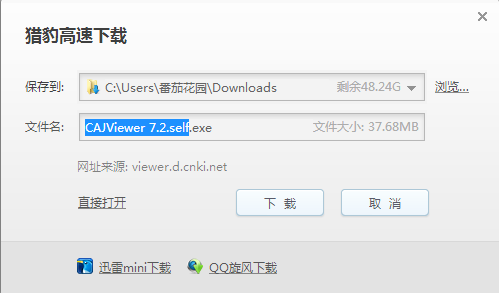 猎豹高速下载
保存到: C:\Users\番茄花园\Downloads 剩余48.24G 浏览...
文件名: CAJViewer 7.2.self.exe 文件大小: 37.68MB
网址来源: viewer.d.cnki.net
直接打开 下 载 取 消
迅雷mini下载 QQ旋风下载